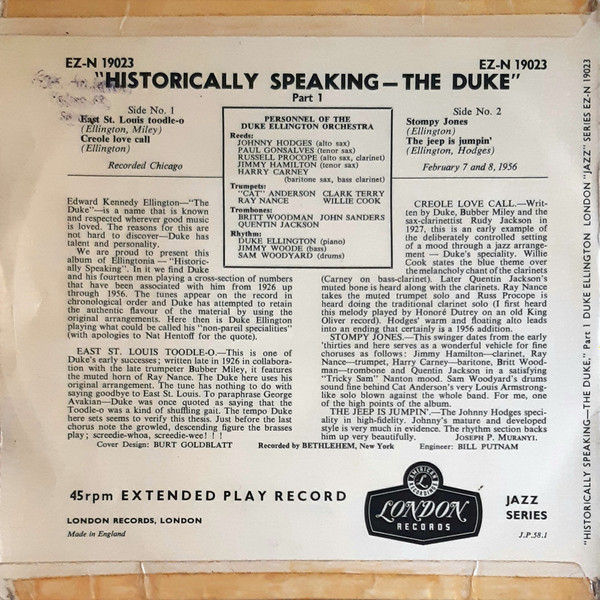 EZ-N 19023
EZ-N 19023
"HISTORICALLY SPEAKING—THE DUKE"
Part 1
Side No. 1
East St. Louis toodle-o
(Ellington, Miley)
Creole love call
(Ellington)
Recorded Chicago
PERSONNEL OF THE
DUKE ELLINGTON ORCHESTRA
Reeds:
JOHNNY HODGES (alto sax)
PAUL GONSALVES (tenor sax)
RUSSELL PROCOPE (alto sax, clarinet)
JIMMY HAMILTON (tenor sax)
HARRY CARNEY
(baritone sax, bass clarinet)
Trumpets:
"CAT" ANDERSON CLARK TERRY
RAY NANCE WILLIE COOK
Trombones:
BRITT WOODMAN JOHN SANDERS
QUENTIN JACKSON
Rhythm:
DUKE ELLINGTON (piano)
JIMMY WOODE (bass)
SAM WOODYARD (drums)
Side No. 2
Stompy Jones
(Ellington)
The jeep is jumpin'
(Ellington, Hodges)
February 7 and 8, 1956
Edward Kennedy Ellington—"The
Duke"—is a name that is known
and respected wherever good music
is loved. The reasons for this are
not hard to discover—Duke has
talent and personality.
We are proud to present this
album of Ellingtonia — "Historic-
ally Speaking". In it we find Duke
and his fourteen men playing a cross-section of numbers
that have been associated with him from 1926 up
through 1956. The tunes appear on the record in
chronological order and Duke has attempted to retain
the authentic flavour of the material by using the
original arrangements. Here then is Duke Ellington
playing what could be called his "non-pareil specialities"
(with apologies to Nat Hentoff for the quote).
EAST ST. LOUIS TOODLE-O.—This is one of
Duke's early successes; written late in 1926 in collabora-
tion with the late trumpeter Bubber Miley, it features
the muted horn of Ray Nance. The Duke here uses his
original arrangement. The tune has nothing to do with
saying goodbye to East St. Louis. To paraphrase George
Avakian—Duke was once quoted as saying that the
Toodle-o was a kind of shuffling gait. The tempo Duke
here sets seems to verify this thesis. Just before the last
chorus note the growled, descending figure the brasses
play; screedie-whoa, screedie-wee! ! !
CREOLE LOVE CALL.—Writ-
ten by Duke, Bubber Miley and the
sax-clarinettist Rudy Jackson in
1927, this is an early example of
the deliberately controlled setting
of a mood through a jazz arrange-
ment — Duke's speciality. Willie
Cook states the blue theme over
the melancholy chant of the clarinets
(Carney on bass-clarinet). Later Quentin Jackson's
muted bone is heard along with the clarinets. Ray Nance
takes the muted trumpet solo and Russ Procope is
heard doing the traditional clarinet solo (I first heard
this melody played by Honoré Dutrey on an old King
Oliver record). Hodges' warm and floating alto leads
into an ending that certainly is a 1956 addition.
STOMPY JONES.—This swinger dates from the early
'thirties and here serves as a wonderful vehicle for fine
choruses as follows: Jimmy Hamilton—clarinet, Ray
Nance—trumpet, Harry Carney—baritone, Britt Wood-
man—trombone and Quentin Jackson in a satisfying
"Tricky Sam" Nanton mood. Sam Woodyard's drums
sound fine behind Cat Anderson's very Louis Armstrong-
like solo blown against the whole band. For me, one
of the high points of the album.
THE JEEP IS JUMPIN'.—The Johnny Hodges speci-
ality in high-fidelity. Johnny's mature and developed
style is very much in evidence. The rhythm section backs
him up very beautifully. JOSEPH P. MURANYI.
Cover Design: BURT GOLDBLATT Recorded by BETHLEHEM, New York Engineer: BILL PUTNAM
45rpm EXTENDED PLAY RECORD
LONDON RECORDS, LONDON
Made in England
AMERICAN
L
RECORDINGS
LONDON
RECORDS
JAZZ
SERIES
J.P.58.1
"HISTORICALLY SPEAKING—THE DUKE." Part 1 DUKE ELLINGTON LONDON "JAZZ" SERIES EZ-N 19023